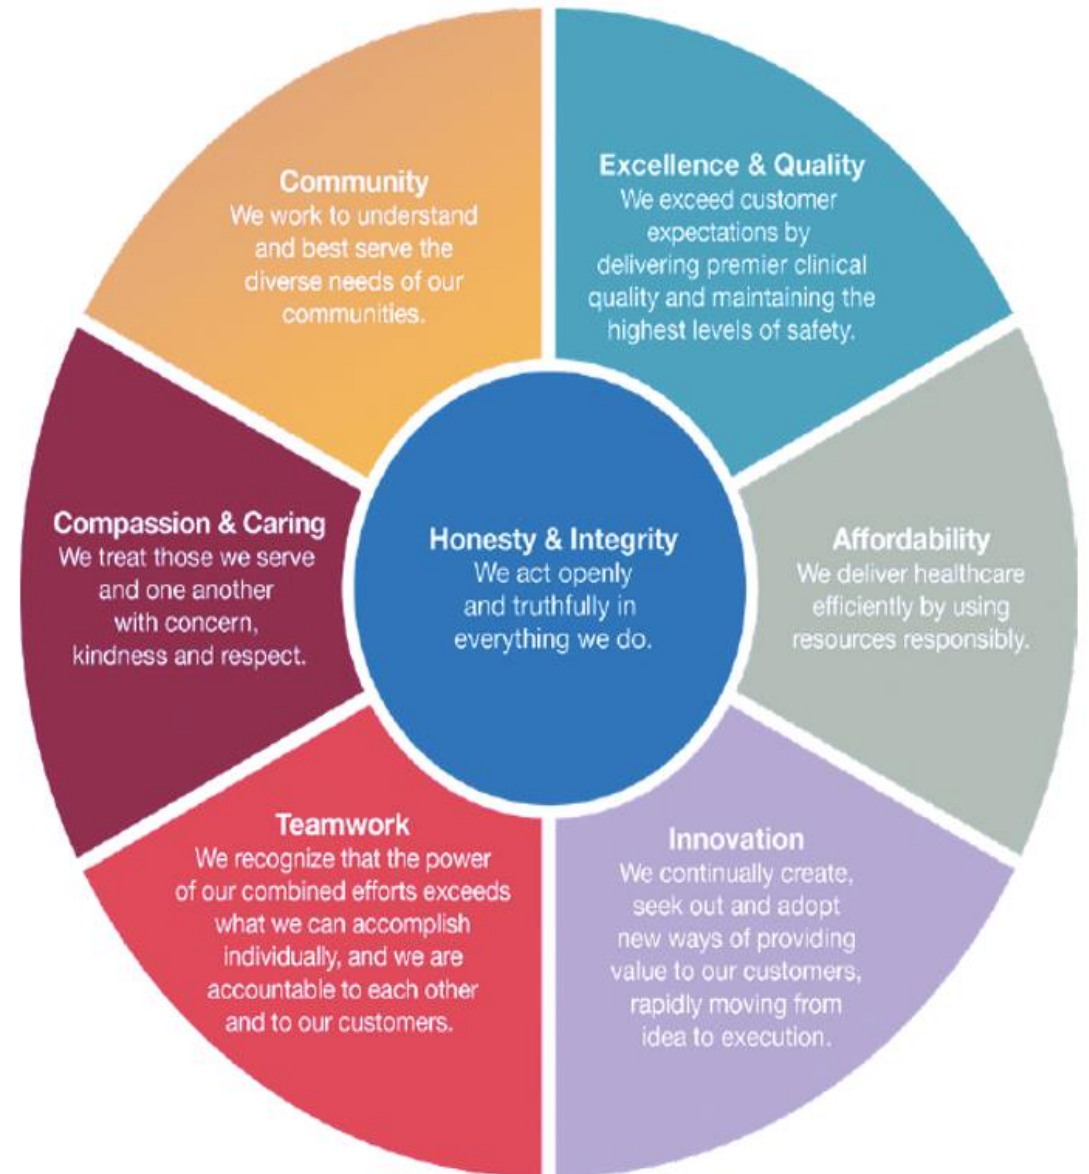 Community
We work to understand
and best serve the
diverse needs of our
communities.
Excellence & Quality
We exceed customer
expectations by
delivering premier clinical
quality and maintaining the
highest levels of safety.
Compassion & Caring
We treat those we serve
and one another
with concern,
kindness and respect.
Honesty & Integrity
We act openly
and truthfully in
everything we do.
Affordability
We deliver healthcare
efficiently by using
resources responsibly.
Teamwork
We recognize that the power
of our combined efforts exceeds
what we can accomplish
individually, and we are
accountable to each other
and to our customers.
Innovation
We continually create,
seek out and adopt
new ways of providing
value to our customers,
rapidly moving from
idea to execution.